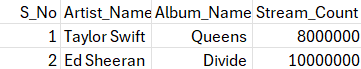 S_No Artist_Name Album_Name Stream_Count
1 Taylor Swift Queens 8000000
2 Ed Sheeran Divide 10000000